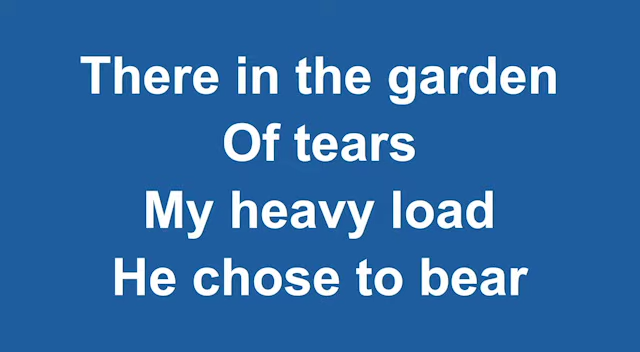 There in the garden
Of tears
My heavy load
He chose to bear